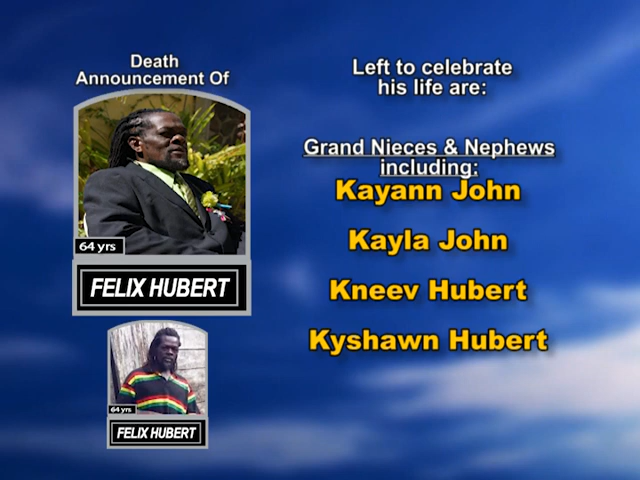 Death
Announcement Of
64 yrs
FELIX HUBERT
64 yrs
FELIX HUBERT
Left to celebrate
his life are:
Grand Nieces & Nephews
including:
Kayann John
Kayla John
Kneev Hubert
Kyshawn Hubert